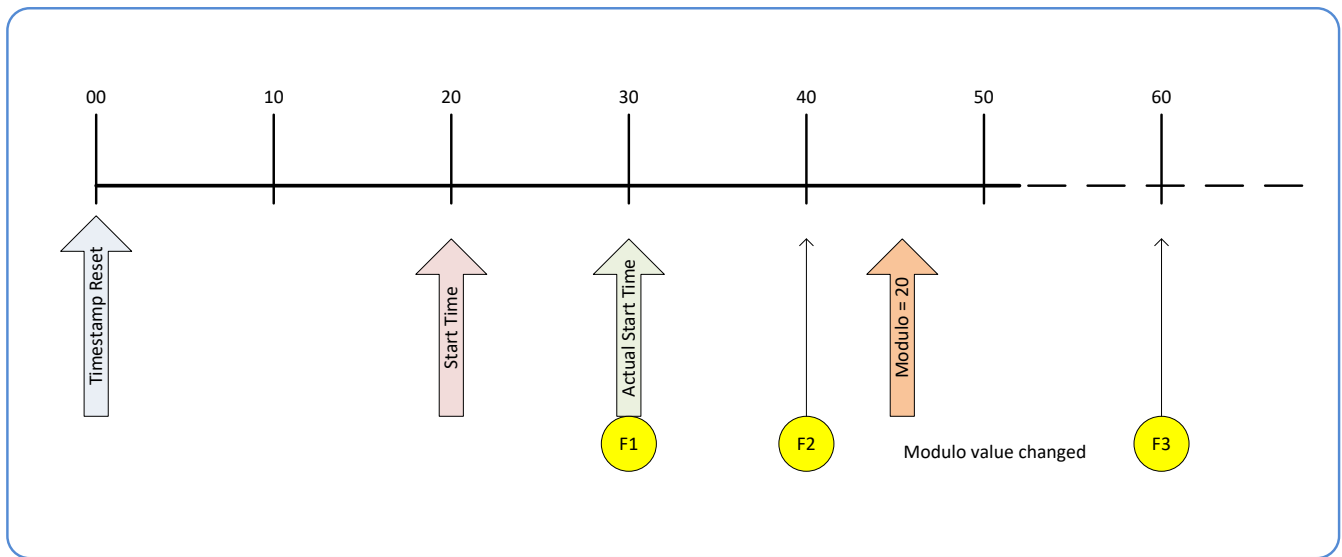 00 10 20 30 40 50 60
Timestamp Reset
Start Time
Actual Start Time
Modulo = 20
F1 F2 Modulo value changed F3